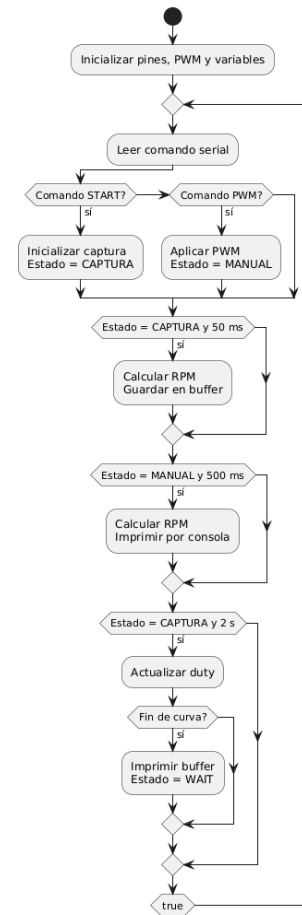 Inicializar pines, PWM y variables
Leer comando serial
Comando START?
sí
Comando PWM?
sí
Inicializar captura
Estado = CAPTURA
Aplicar PWM
Estado = MANUAL
Estado = CAPTURA y 50 ms
sí
Calcular RPM
Guardar en buffer
Estado = MANUAL y 500 ms
sí
Calcular RPM
Imprimir por consola
Estado = CAPTURA y 2 s
sí
Actualizar duty
Fin de curva?
sí
Imprimir buffer
Estado = WAIT
true